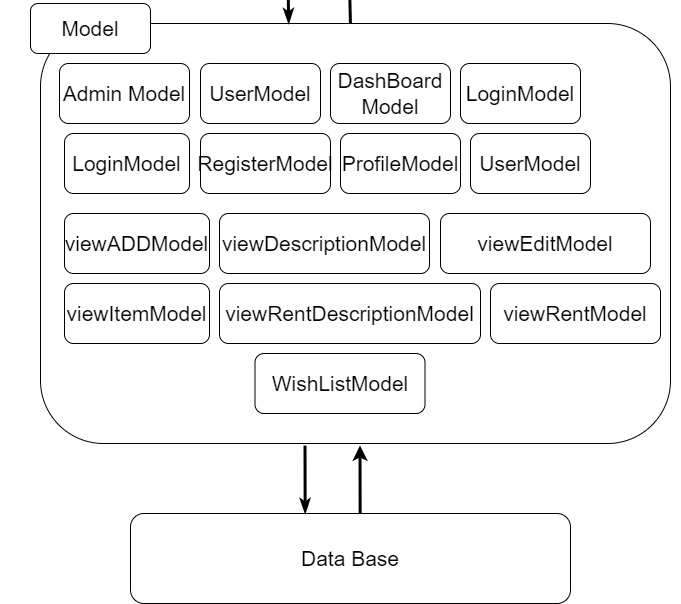 Model
Admin Model
UserModel
DashBoard
Model
LoginModel
LoginModel
RegisterModel
ProfileModel
UserModel
viewADDModel
viewDescriptionModel
viewEditModel
viewItemModel
viewRentDescriptionModel
viewRentModel
WishListModel
Data Base